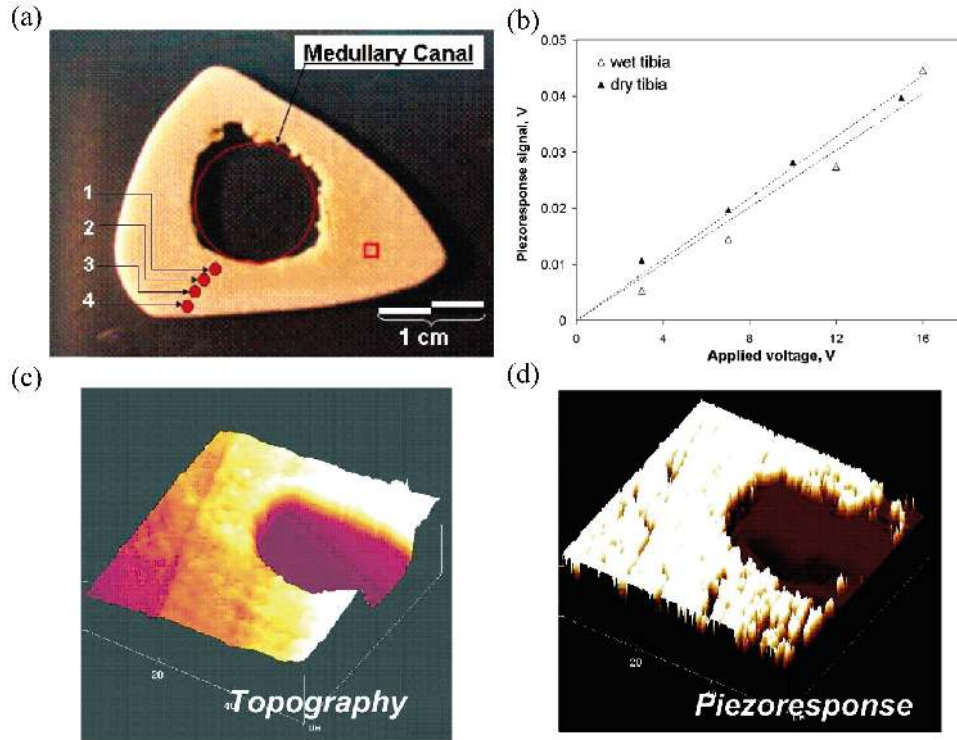 (a)
Medullary Canal
1
2
3
4
1 cm
(b)
0.05
0.04
0.03
0.02
0.01
0
Piezoresponse signal, V
△ wet tibia
▲ dry tibia
0 4 8 12 16
Applied voltage, V
(c)
20
Topography
(d)
20
Piezoresponse